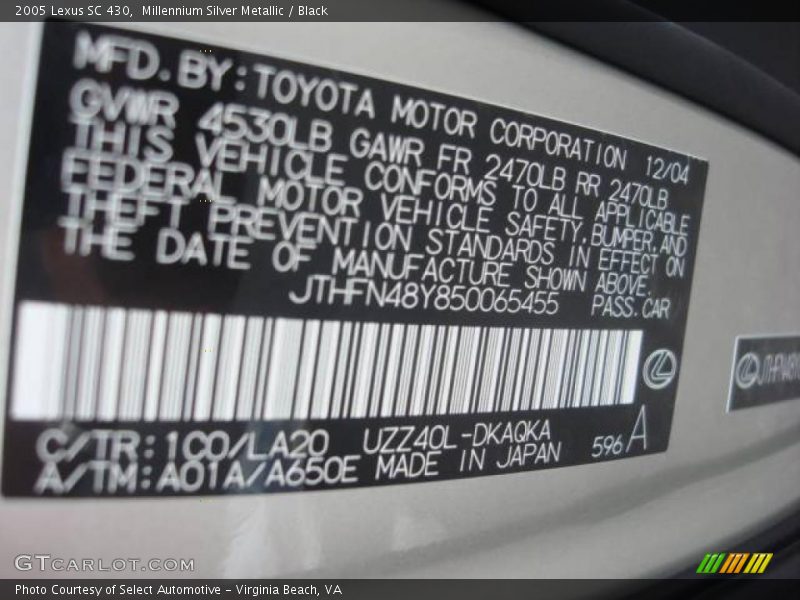 2005 Lexus SC 430,  Millennium Silver Metallic / Black
MFD. BY: TOYOTA MOTOR CORPORATION 12/04
GVWR 4530LB GAWR FR 2470LB RR 2470LB
THIS VEHICLE CONFORMS TO ALL APPLICABLE
FEDERAL MOTOR VEHICLE SAFETY, BUMPER, AND
THEFT PREVENTION STANDARDS IN EFFECT ON
THE DATE OF MANUFACTURE SHOWN ABOVE.
JTHFN48Y850065455 PASS. CAR
C/TR: 1C0/LA20 UZZ40L-DKAQKA 596 A
A/TM: A01A/A650E MADE IN JAPAN
GTCARLOT.COM
Photo Courtesy of Select Automotive - Virginia Beach, VA